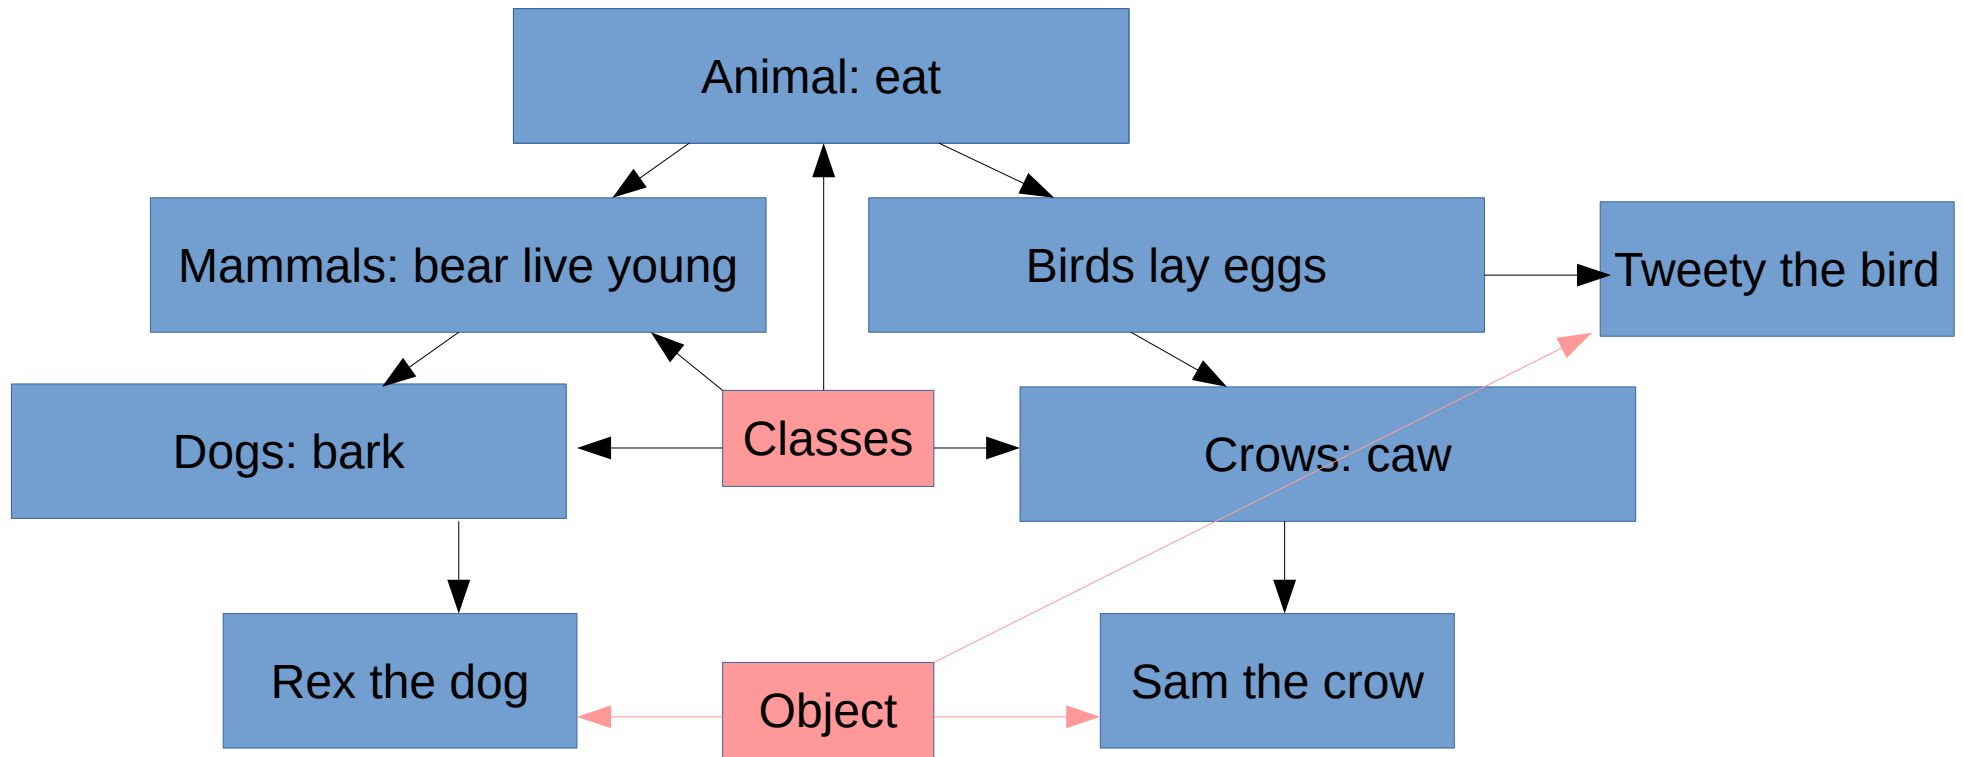 Animal: eat
Mammals: bear live young
Birds lay eggs
Tweety the bird
Dogs: bark
Classes
Crows: caw
Rex the dog
Object
Sam the crow